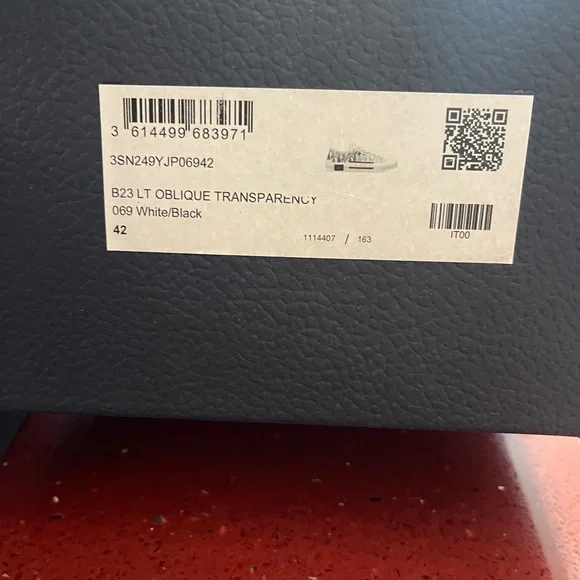 3 614499 683971
3SN249YJP06942
B23 LT OBLIQUE TRANSPARENCY
069 White/Black
42
1114407 / 163
IT00